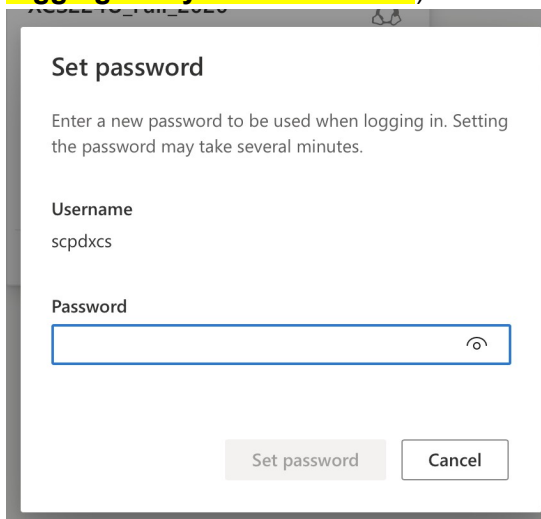 Set password
Enter a new password to be used when logging in. Setting
the password may take several minutes.
Username
scpdxcs
Password
Set password
Cancel